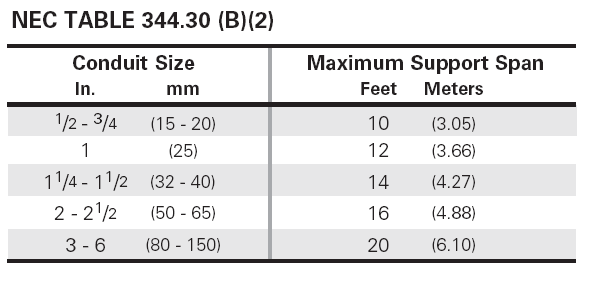 NEC TABLE 344.30 (B)(2)
Conduit Size Maximum Support Span
In. mm Feet Meters
1/2 - 3/4 (15 - 20) 10 (3.05)
1 (25) 12 (3.66)
1 1/4 - 1 1/2 (32 - 40) 14 (4.27)
2 - 2 1/2 (50 - 65) 16 (4.88)
3 - 6 (80 - 150) 20 (6.10)